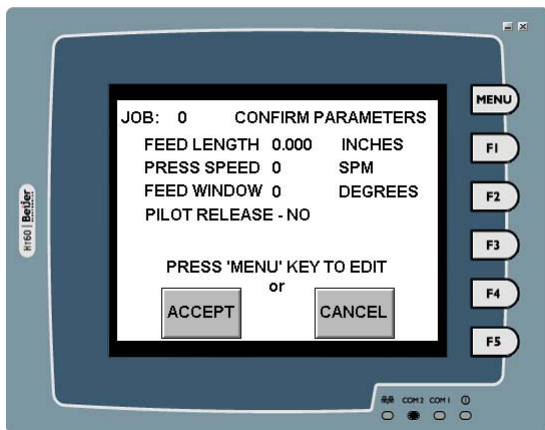 JOB: 0 CONFIRM PARAMETERS
FEED LENGTH 0.000 INCHES
PRESS SPEED 0 SPM
FEED WINDOW 0 DEGREES
PILOT RELEASE - NO
PRESS 'MENU' KEY TO EDIT
or
ACCEPT CANCEL
MENU
F1
F2
F3
F4
F5
HT60 Beijer
COM 2 COM 1